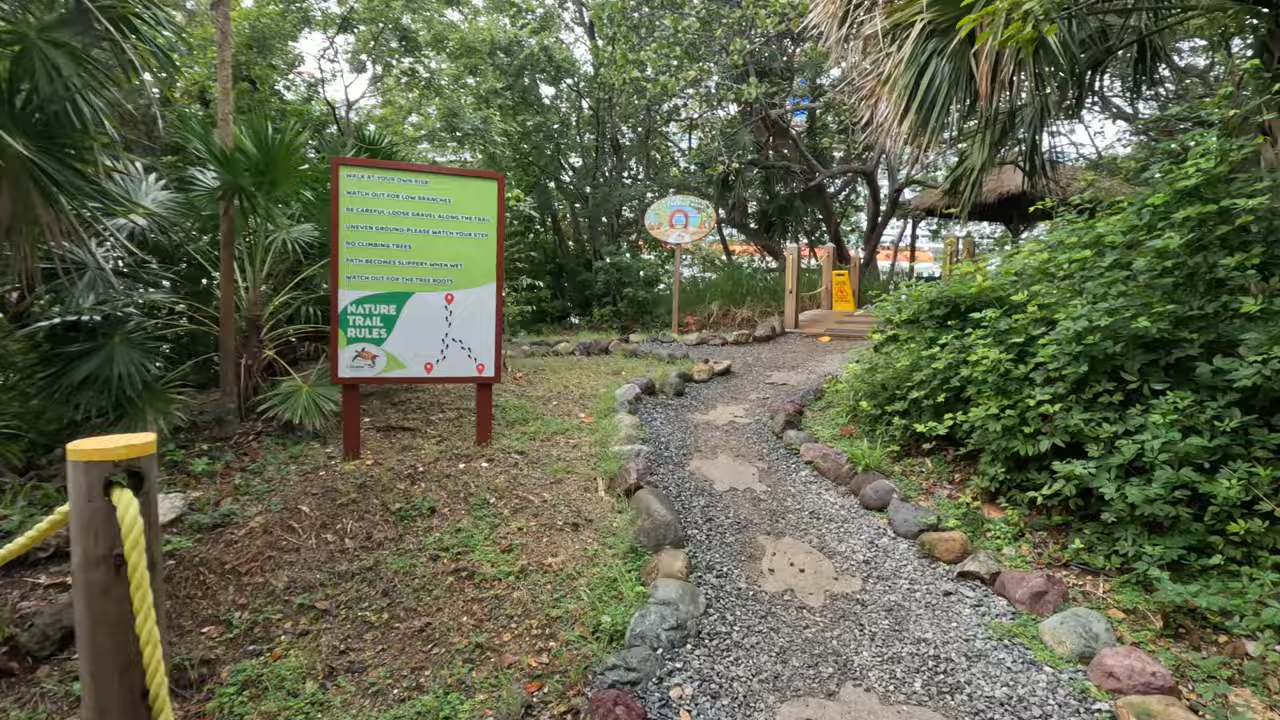 WALK AT YOUR OWN RISK
WATCH OUT FOR LOW BRANCHES
BE CAREFUL-LOOSE GRAVEL ALONG THE TRAIL
UNEVEN GROUND-PLEASE WATCH YOUR STEP
NO CLIMBING TREES
PATH BECOMES SLIPPERY WHEN WET
WATCH OUT FOR THE TREE ROOTS
NATURE
TRAIL
RULES